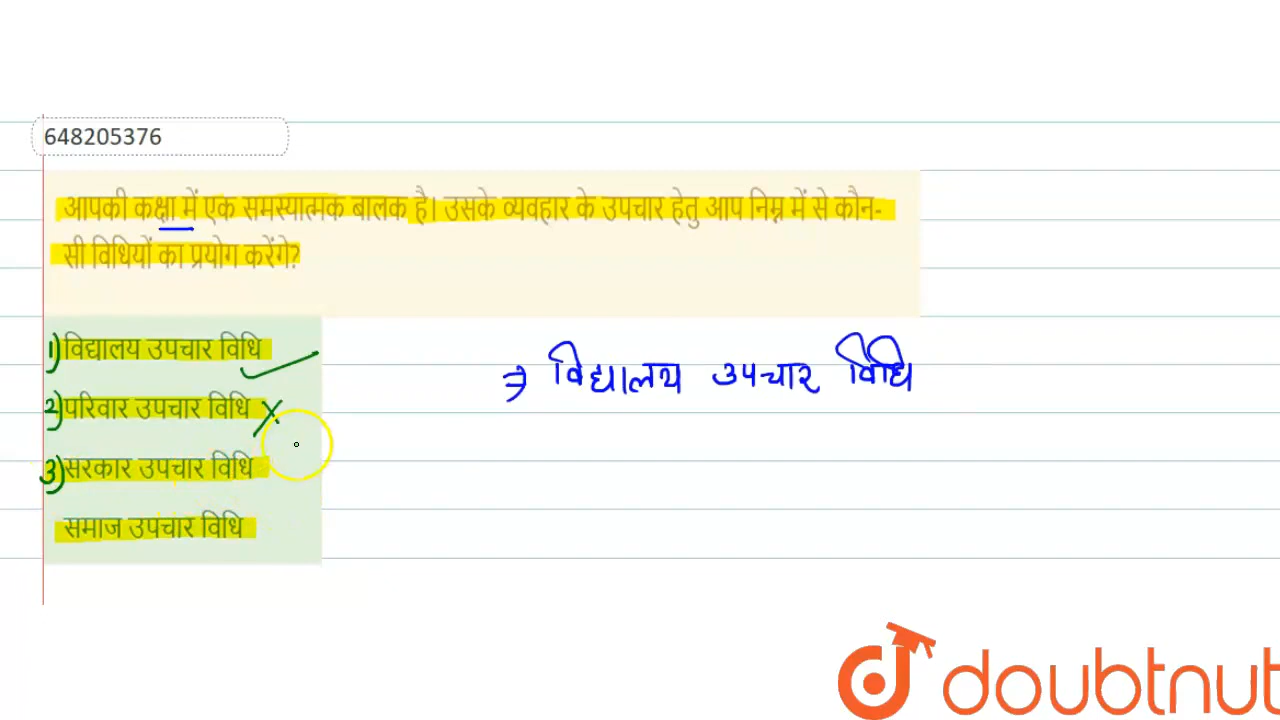 648205376
आपकी कक्षा में एक समस्यात्मक बालक है। उसके व्यवहार के उपचार हेतु आप निम्न में से कौन-
सी विधियों का प्रयोग करेंगे?
1) विद्यालय उपचार विधि
⇒ विद्यालय उपचार विधि
2) परिवार उपचार विधि
3) सरकार उपचार विधि
समाज उपचार विधि
doubtnut